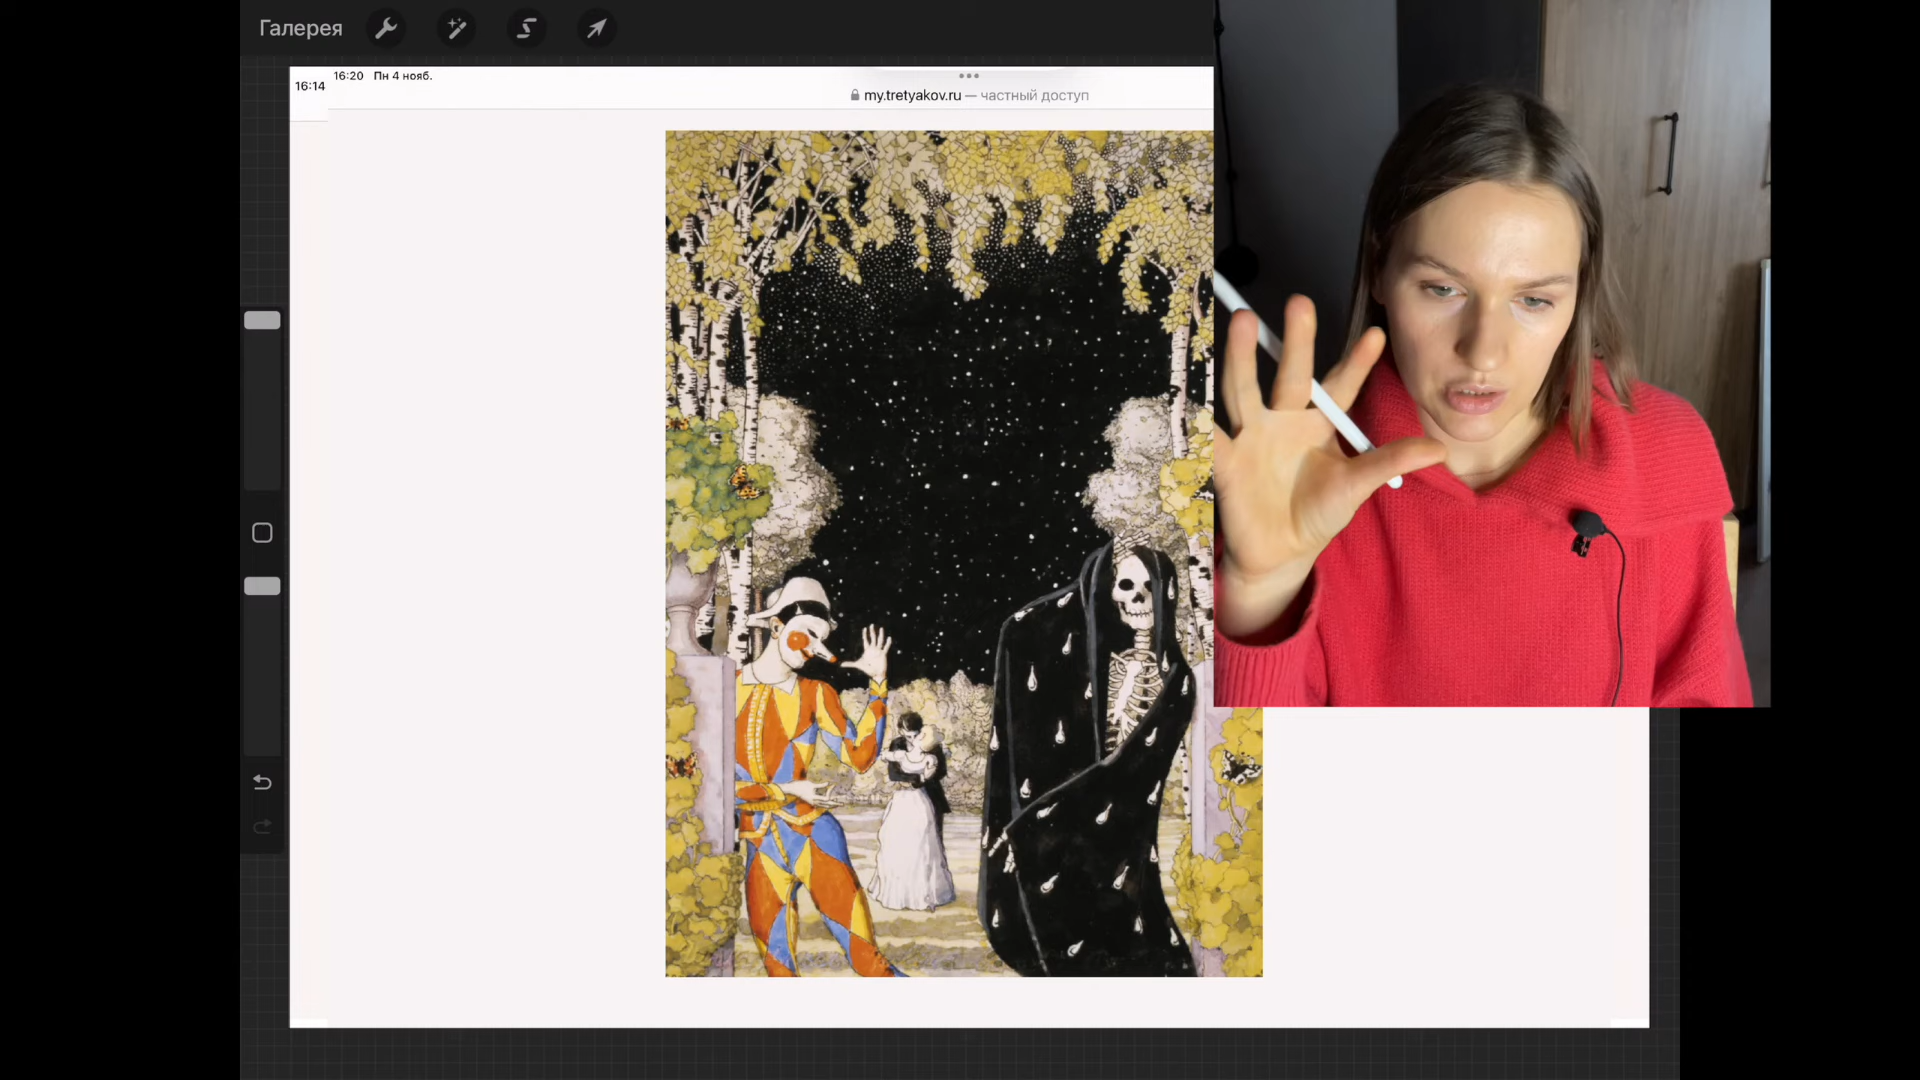 Галерея
16:14
16:20 Пн 4 нояб.
my.tretyakov.ru — частный доступ